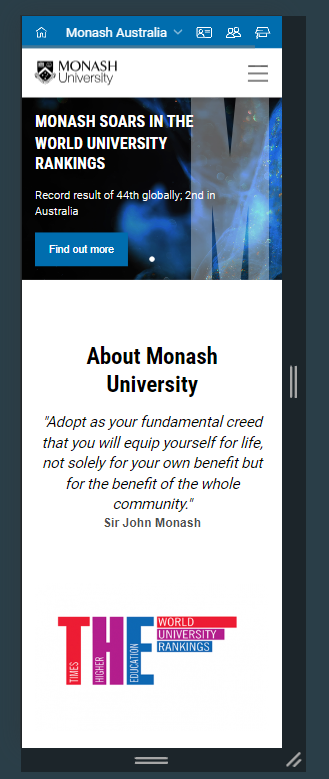 Monash Australia
MONASH
University
MONASH SOARS IN THE
WORLD UNIVERSITY
RANKINGS
Record result of 44th globally; 2nd in
Australia
Find out more
About Monash
University
"Adopt as your fundamental creed
that you will equip yourself for life,
not solely for your own benefit but
for the benefit of the whole
community."
Sir John Monash
THE
TIMES
HIGHER
EDUCATION
WORLD
UNIVERSITY
RANKINGS